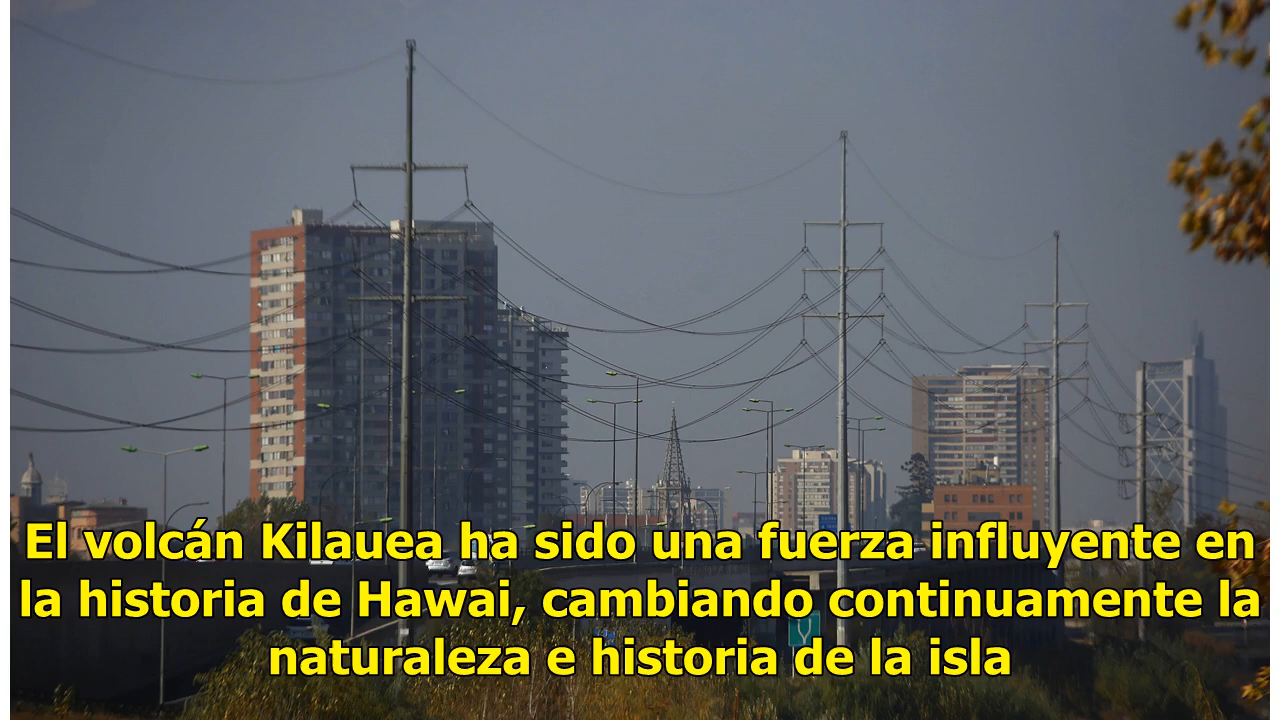 El volcán Kilauea ha sido una fuerza influyente en
la historia de Hawai, cambiando continuamente la
naturaleza e historia de la isla